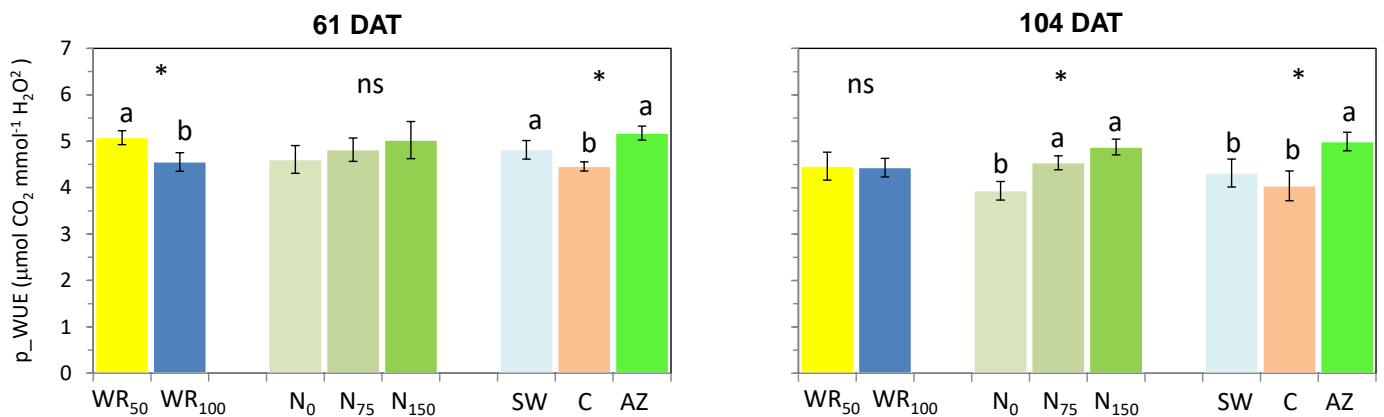 61 DAT
104 DAT
p_WUE (µmol CO₂ mmol⁻¹ H₂O²)
7
6
5
4
3
2
1
0
*
ns
*
a
b
a
b
a
WR₅₀
WR₁₀₀
N₀
N₇₅
N₁₅₀
SW
C
AZ
ns
*
*
b
a
a
b
b
a
WR₅₀
WR₁₀₀
N₀
N₇₅
N₁₅₀
SW
C
AZ